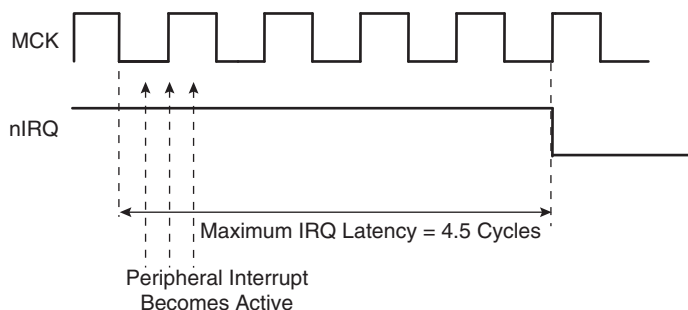 MCK
nIRQ
Maximum IRQ Latency = 4.5 Cycles
Peripheral Interrupt
Becomes Active